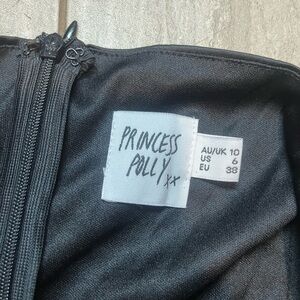 PRINCESS
POLLY xx
AU/UK 10
US 6
EU 38